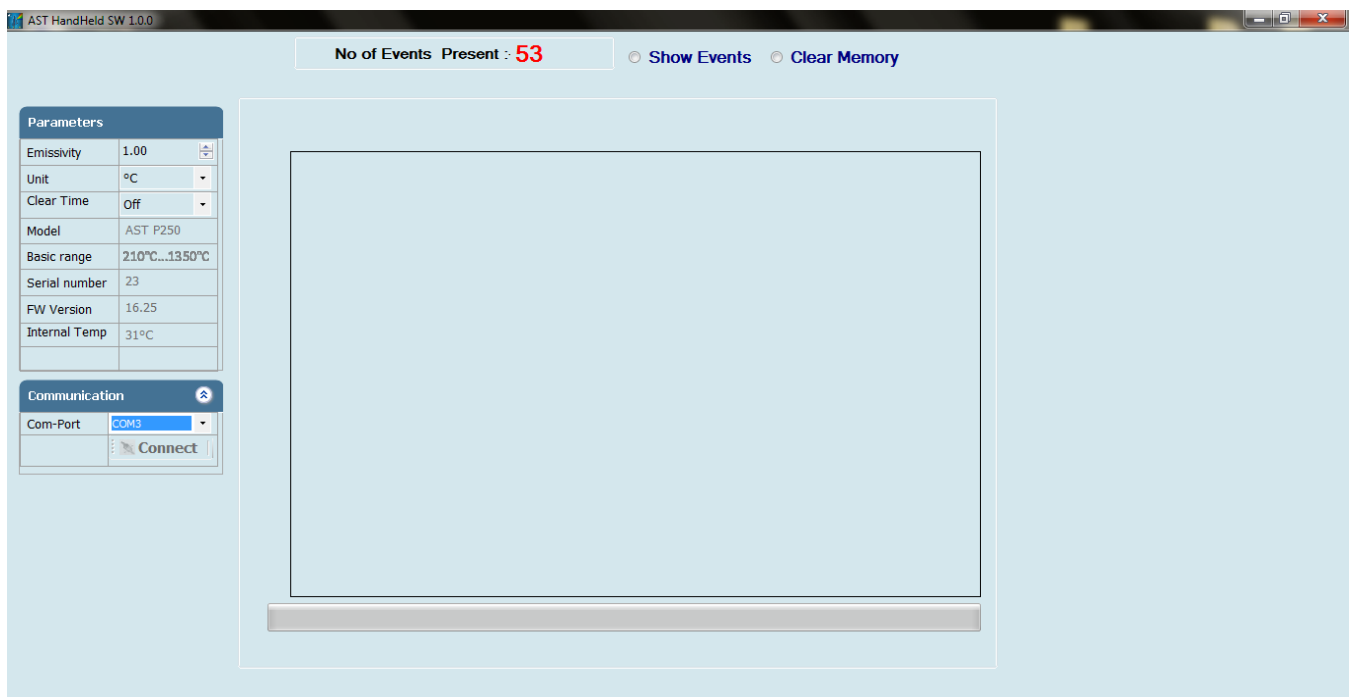 AST HandHeld SW 1.0.0
No of Events Present :- 53
Show Events
Clear Memory
Parameters
Emissivity 1.00
Unit ºC
Clear Time Off
Model AST P250
Basic range 210°C...1350°C
Serial number 23
FW Version 16.25
Internal Temp 31ºC
Communication
Com-Port COM3
Connect